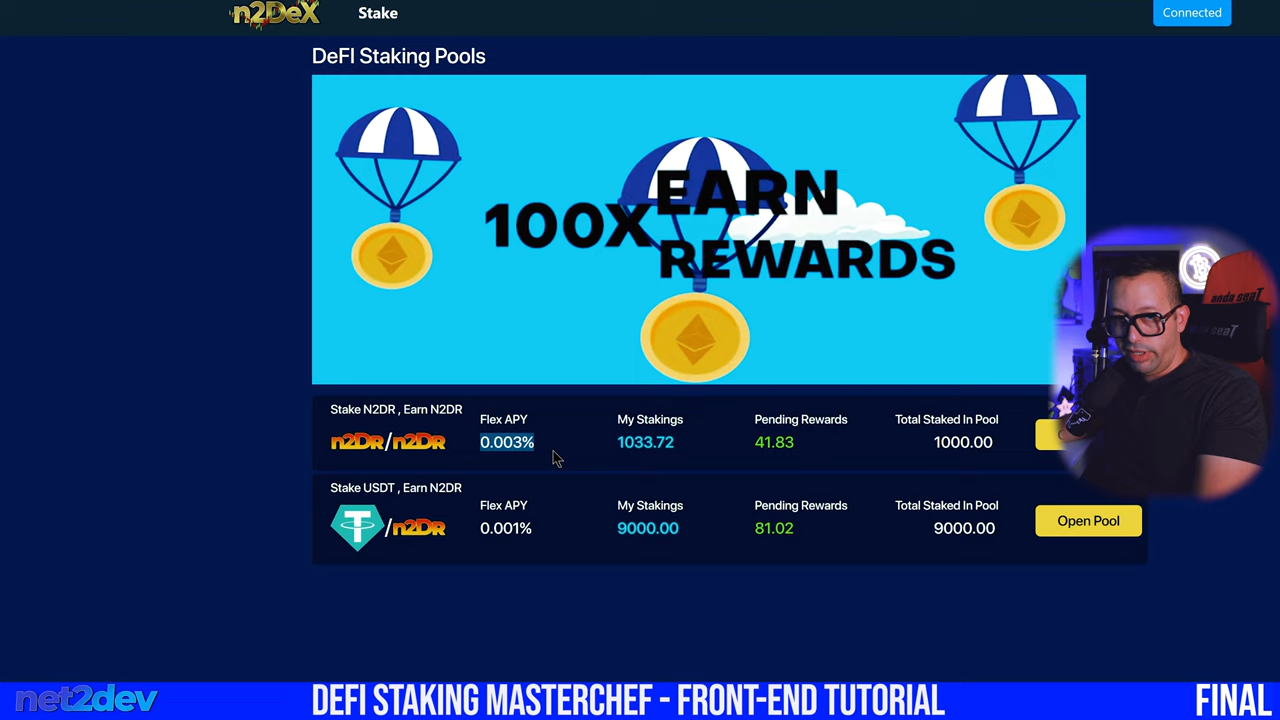 n2DeX
Stake
Connected
DeFI Staking Pools
100X EARN
REWARDS
Stake N2DR , Earn N2DR
n2DR/n2DR
Flex APY
0.003%
My Stakings
1033.72
Pending Rewards
41.83
Total Staked In Pool
1000.00
Stake USDT , Earn N2DR
T/n2DR
Flex APY
0.001%
My Stakings
9000.00
Pending Rewards
81.02
Total Staked In Pool
9000.00
Open Pool
anda seaT
net2dev
DEFI STAKING MASTERCHEF - FRONT-END TUTORIAL
FINAL